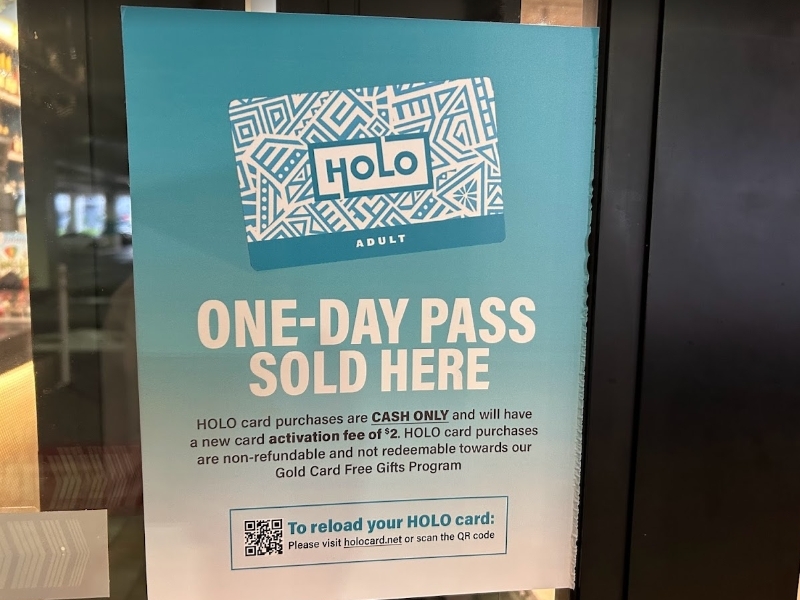 HOLO
ADULT
ONE-DAY PASS
SOLD HERE
HOLO card purchases are CASH ONLY and will have
a new card activation fee of $2. HOLO card purchases
are non-refundable and not redeemable towards our
Gold Card Free Gifts Program
To reload your HOLO card:
Please visit holocard.net or scan the QR code